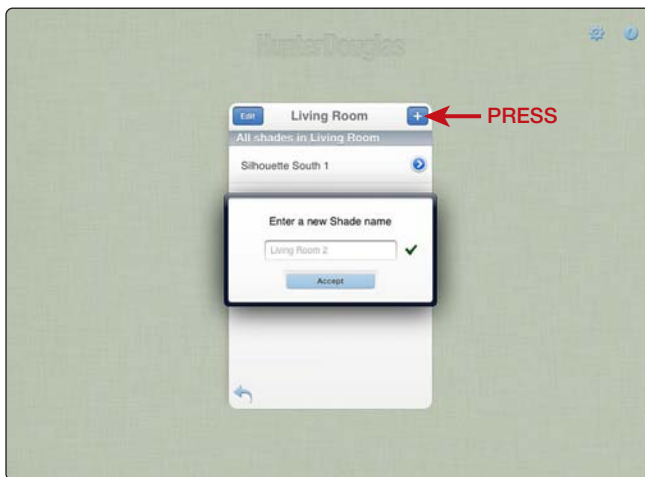 HunterDouglas
Edit
Living Room
+
PRESS
All shades in Living Room
Silhouette South 1
Enter a new Shade name
Living Room 2
Accept